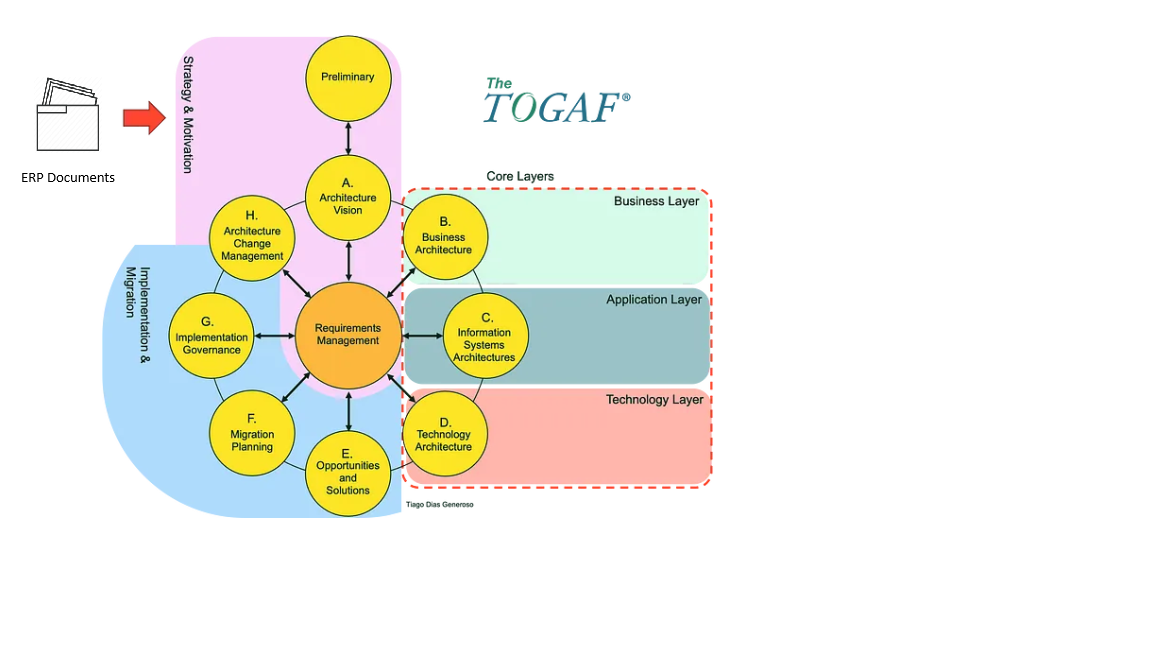 Preliminary
Strategy & Motivation
The
TOGAF®
ERP Documents
Core Layers
A.
Architecture
Vision
Business Layer
H.
Architecture
Change
Management
B.
Business
Architecture
Implementation &
Migration
Application Layer
G.
Implementation
Governance
Requirements
Management
C.
Information
Systems
Architectures
Technology Layer
F.
Migration
Planning
D.
Technology
Architecture
E.
Opportunities
and
Solutions
Tiago Dias Generoso